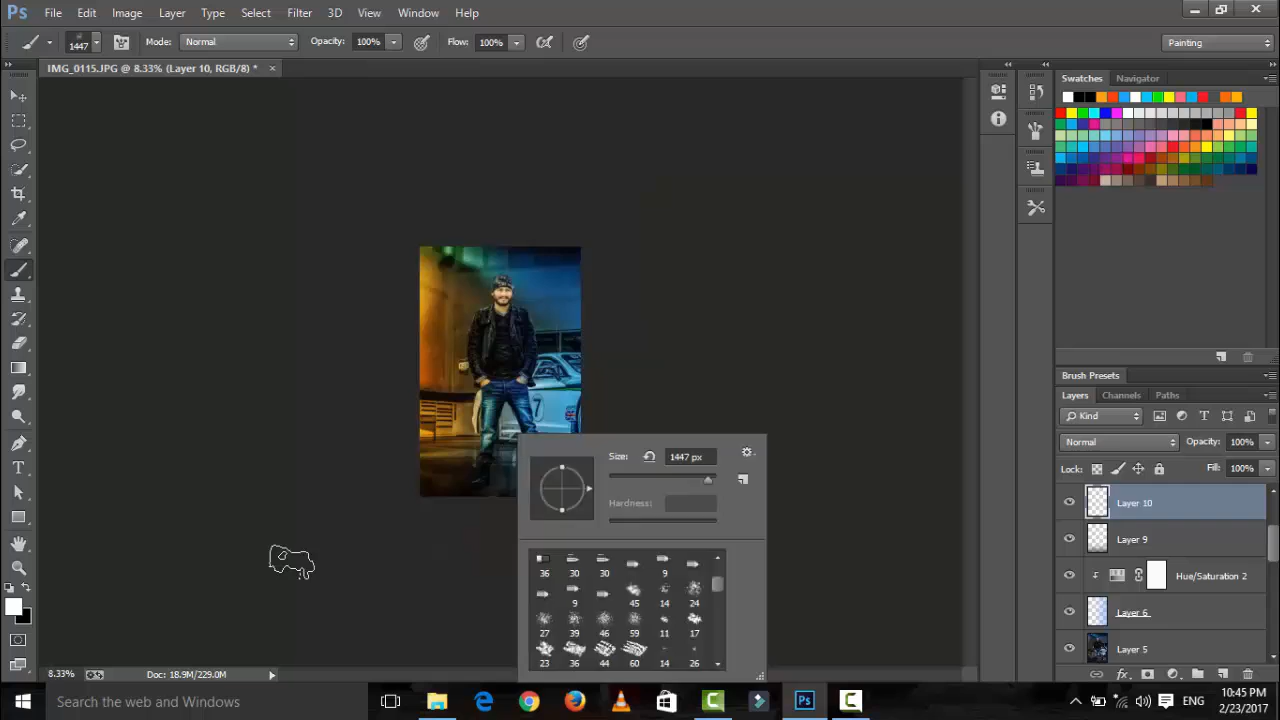 Ps File Edit Image Layer Type Select Filter 3D View Window Help
1447 Mode: Normal Opacity: 100% Flow: 100% Painting
IMG_0115.JPG @ 8.33% (Layer 10, RGB/8) * ×
Swatches Navigator
Brush Presets
Layers Channels Paths
Kind
Normal Opacity: 100%
Lock: Fill: 100%
Layer 10
Layer 9
Hue/Saturation 2
Layer 6
Layer 5
Size: 1447 px
Hardness:
36 30 30 9
9 45 14 24
27 39 46 59 11 17
23 36 44 60 14 26
8.33% Doc: 18.9M/229.0M
Search the web and Windows
ENG
10:45 PM
2/23/2017